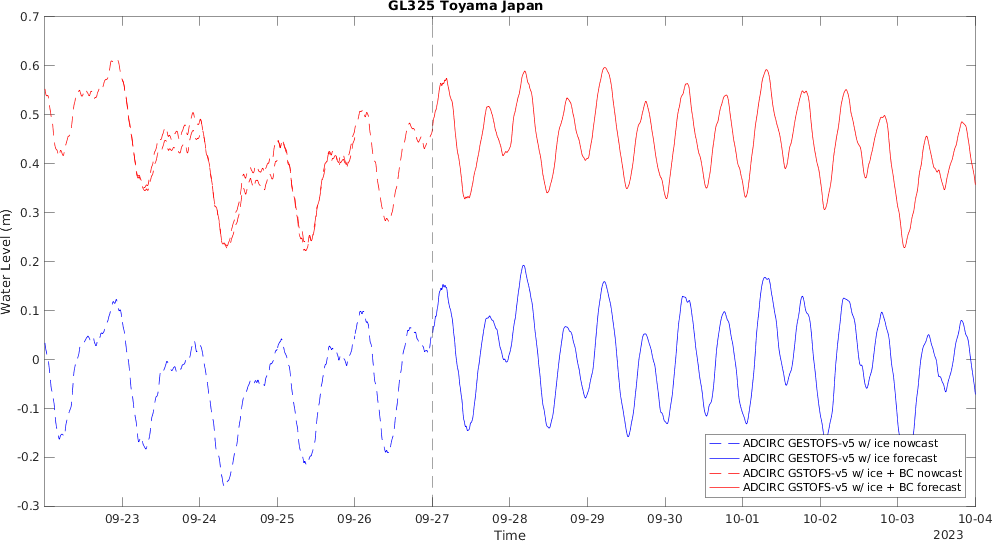 GL325 Toyama Japan
0.7
0.6
0.5
0.4
0.3
0.2
0.1
0
-0.1
-0.2
-0.3
Water Level (m)
ADCIRC GESTOFS-v5 w/ ice nowcast
ADCIRC GESTOFS-v5 w/ ice forecast
ADCIRC GSTOFS-v5 w/ ice + BC nowcast
ADCIRC GSTOFS-v5 w/ ice + BC forecast
09-23 09-24 09-25 09-26 09-27 09-28 09-29 09-30 10-01 10-02 10-03 10-04
Time
2023